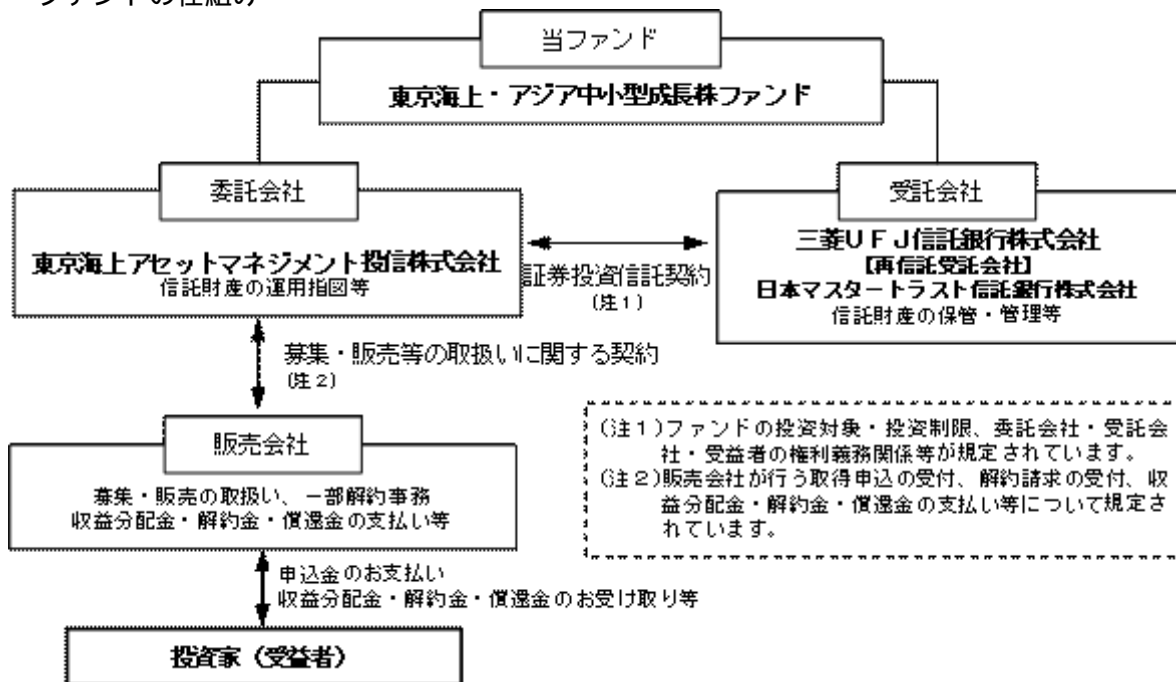 ファンドの仕組み
当ファンド
東京海上・アジア中小型成長株ファンド
委託会社
東京海上アセットマネジメント投信株式会社
信託財産の運用指図等
証券投資信託契約
(注1)
受託会社
三菱UFJ信託銀行株式会社
【再信託受託会社】
日本マスタートラスト信託銀行株式会社
信託財産の保管・管理等
募集・販売等の取扱いに関する契約
(注2)
販売会社
募集・販売の取扱い、一部解約事務
収益分配金・解約金・償還金の支払い等
(注1)ファンドの投資対象・投資制限、委託会社・受託会
社・受益者の権利義務関係等が規定されています。
(注2)販売会社が行う取得申込の受付、解約請求の受付、収
益分配金・解約金・償還金の支払い等について規定さ
れています。
申込金のお支払い
収益分配金・解約金・償還金のお受け取り等
投資家（受益者）